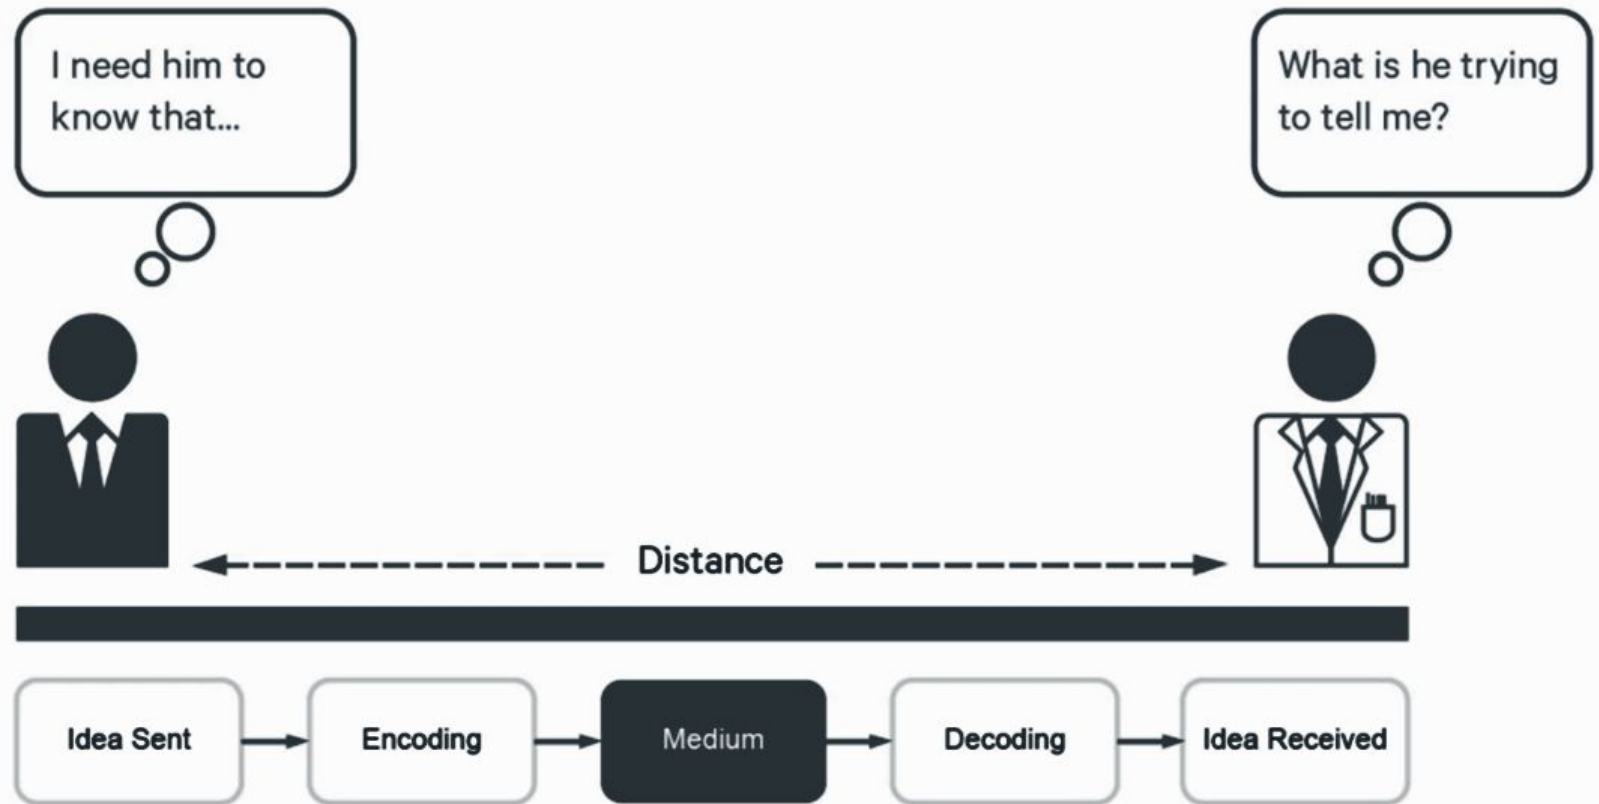 I need him to
know that...
What is he trying
to tell me?
Distance
Idea Sent
Encoding
Medium
Decoding
Idea Received